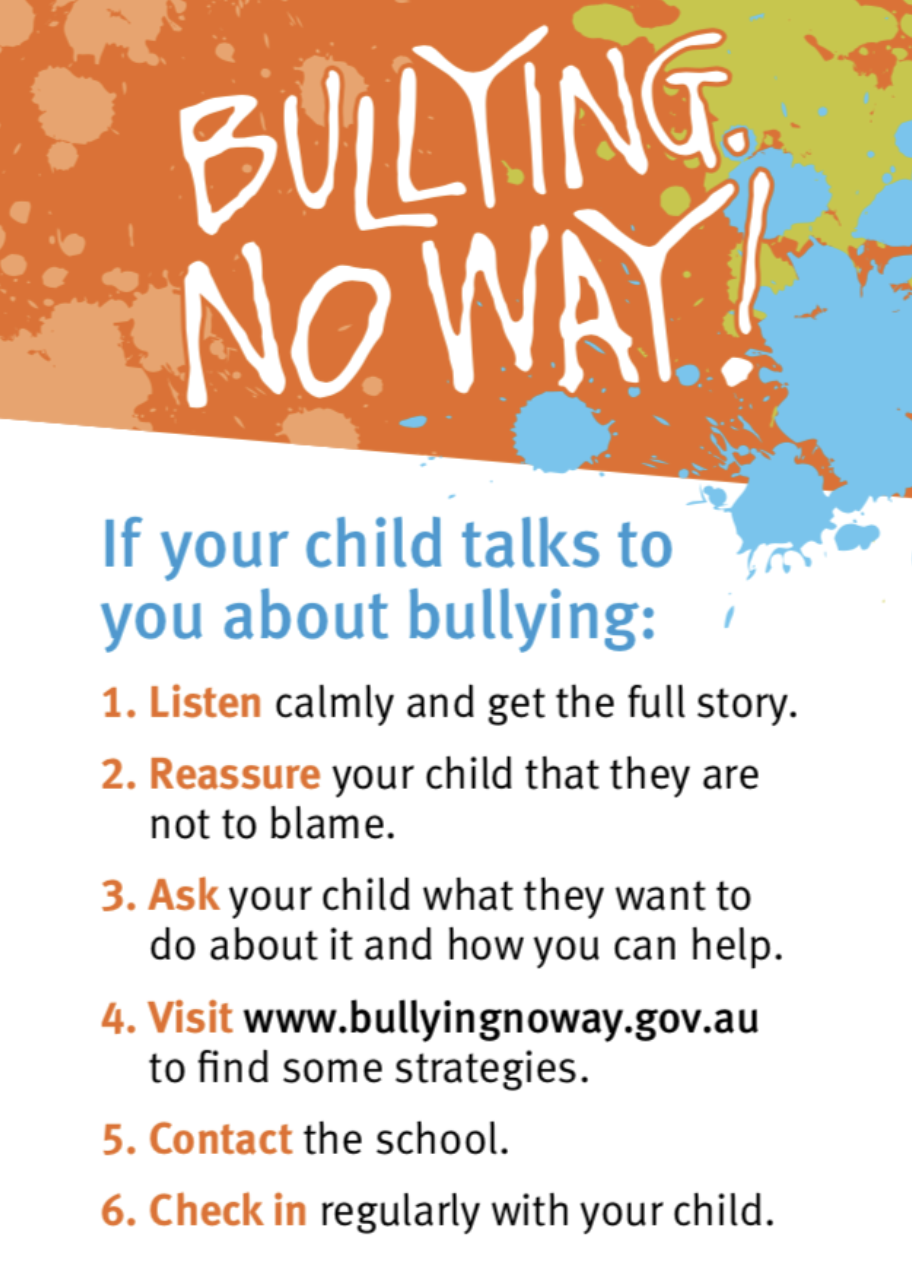 BULLYING.
NO WAY!
If your child talks to
you about bullying:
1. Listen calmly and get the full story.
2. Reassure your child that they are
not to blame.
3. Ask your child what they want to
do about it and how you can help.
4. Visit www.bullyingnoway.gov.au
to find some strategies.
5. Contact the school.
6. Check in regularly with your child.